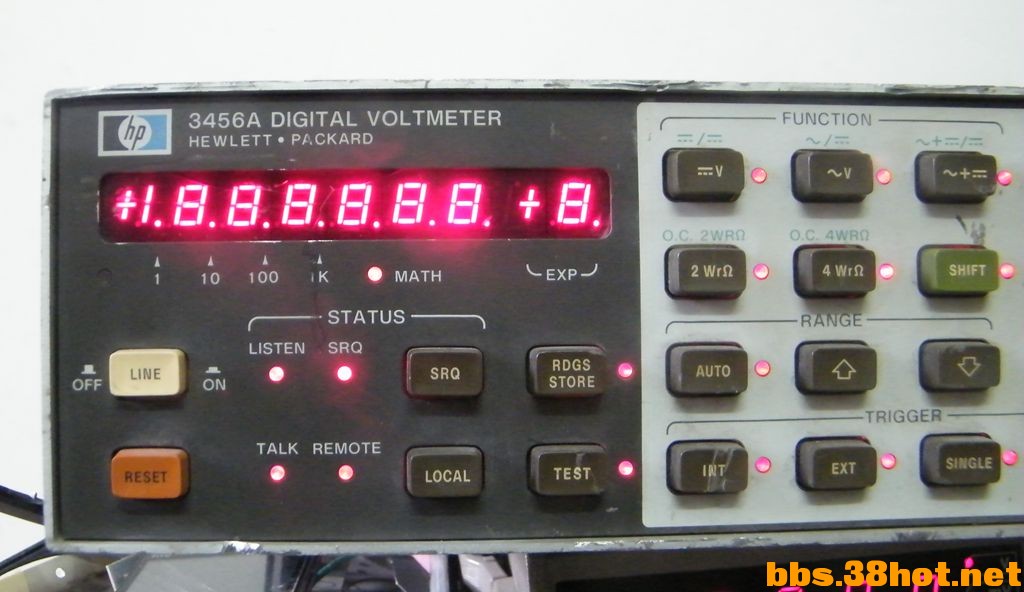 hp
3456A DIGITAL VOLTMETER
HEWLETT • PACKARD
+1.8.8.8.8.8.8. +8.
1 10 100 1K MATH EXP
STATUS
LISTEN SRQ
OFF LINE ON
SRQ
RDGS
STORE
TALK REMOTE
RESET
LOCAL
TEST
FUNCTION
⎓/⎓ ~/⎓ ~+⎓/⎓
⎓V ~V ~+⎓
O.C. 2WRΩ O.C. 4WRΩ
2 WrΩ 4 WrΩ SHIFT
RANGE
AUTO
TRIGGER
INT EXT SINGLE
bbs.38hot.net